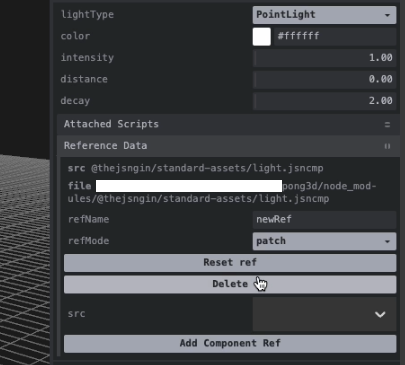 lightType PointLight
color #ffffff
intensity 1.00
distance 0.00
decay 2.00
Attached Scripts
Reference Data
src @thejsngin/standard-assets/light.jsncmp
file pong3d/node_mod-
ules/@thejsngin/standard-assets/light.jsncmp
refName newRef
refMode patch
Reset ref
Delete
src
Add Component Ref